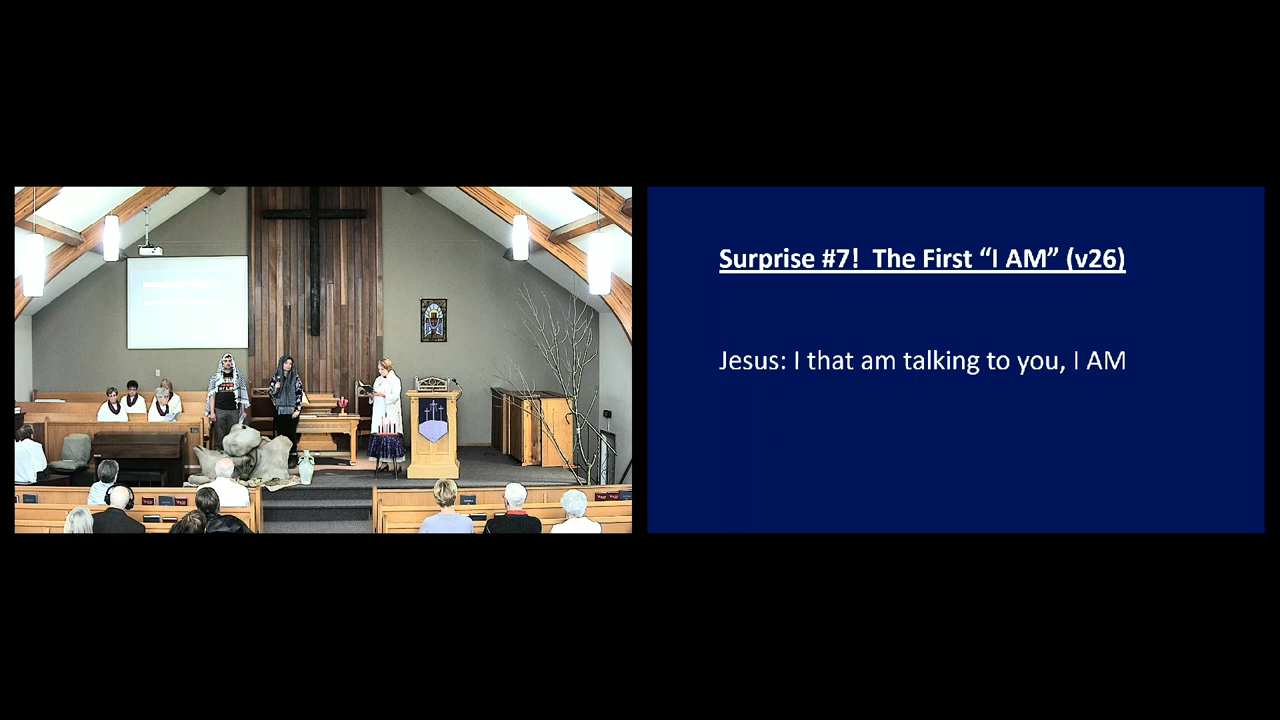 Surprise #7!  The First “I AM” (v26)
Jesus: I that am talking to you, I AM